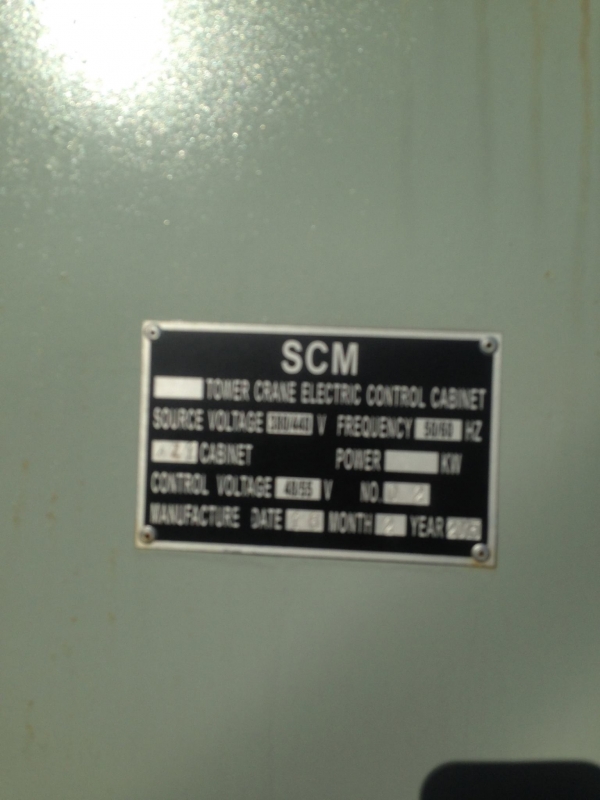 SCM
TOWER CRANE ELECTRIC CONTROL CABINET
SOURCE VOLTAGE 380/440 V FREQUENCY 50/60 HZ
CABINET POWER KW
CONTROL VOLTAGE 48/55 V NO.
MANUFACTURE DATE MONTH YEAR